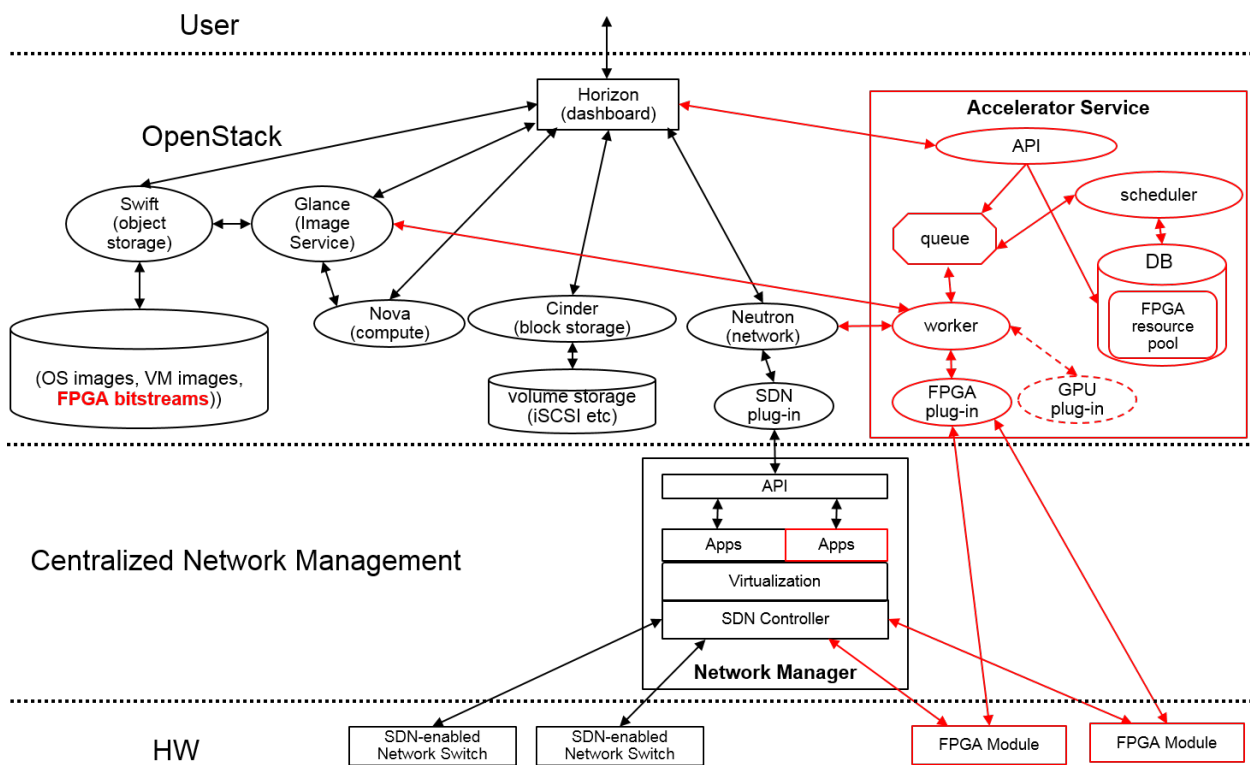 User
Horizon
(dashboard)
OpenStack
Accelerator Service
API
Swift
(object
storage)
Glance
(Image
Service)
scheduler
queue
DB
FPGA
resource
pool
Nova
(compute)
Cinder
(block storage)
Neutron
(network)
worker
(OS images, VM images,
FPGA bitstreams))
volume storage
(iSCSI etc)
SDN
plug-in
FPGA
plug-in
GPU
plug-in
Centralized Network Management
API
Apps
Apps
Virtualization
SDN Controller
Network Manager
HW
SDN-enabled
Network Switch
SDN-enabled
Network Switch
FPGA Module
FPGA Module